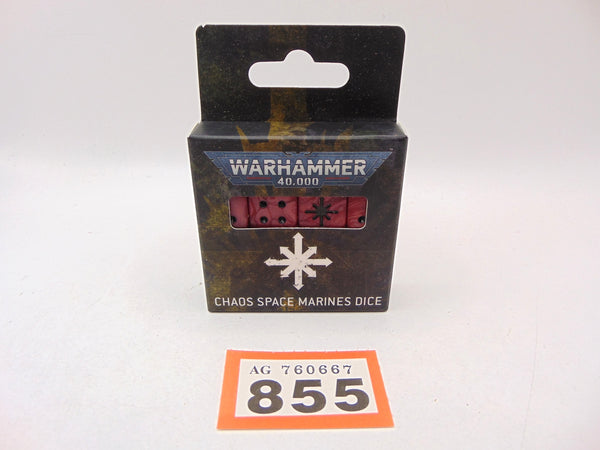 WARHAMMER
40,000
CHAOS SPACE MARINES DICE
AG 760667
855